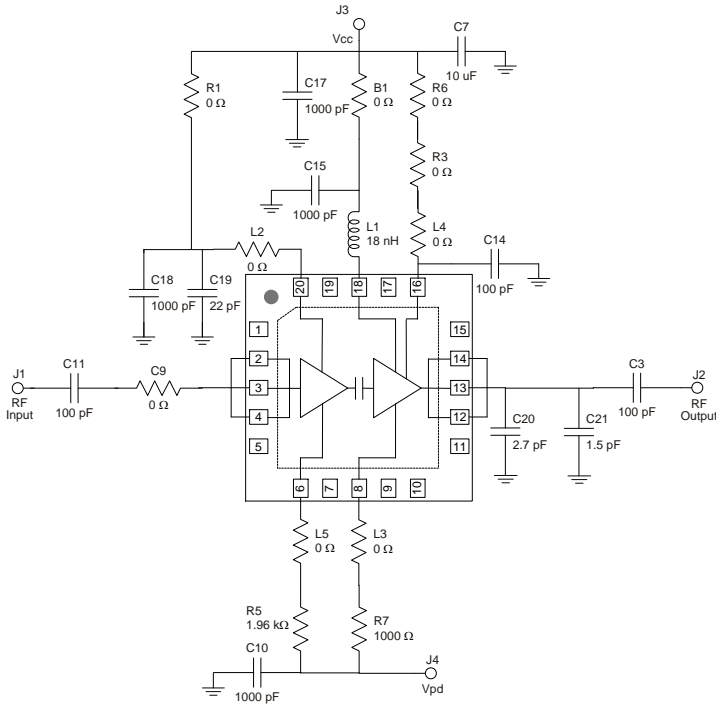 J3
Vcc
C7
10 uF
R1
0 Ω
C17
1000 pF
B1
0 Ω
R6
0 Ω
R3
0 Ω
C15
1000 pF
L1
18 nH
L4
0 Ω
L2
0 Ω
C14
100 pF
C18
1000 pF
C19
22 pF
20
19
18
17
16
1
2
3
4
5
15
14
13
12
11
J1
RF
Input
C11
100 pF
C9
0 Ω
C3
100 pF
J2
RF
Output
C20
2.7 pF
C21
1.5 pF
6
7
8
9
10
L5
0 Ω
L3
0 Ω
R5
1.96 kΩ
R7
1000 Ω
C10
1000 pF
J4
Vpd